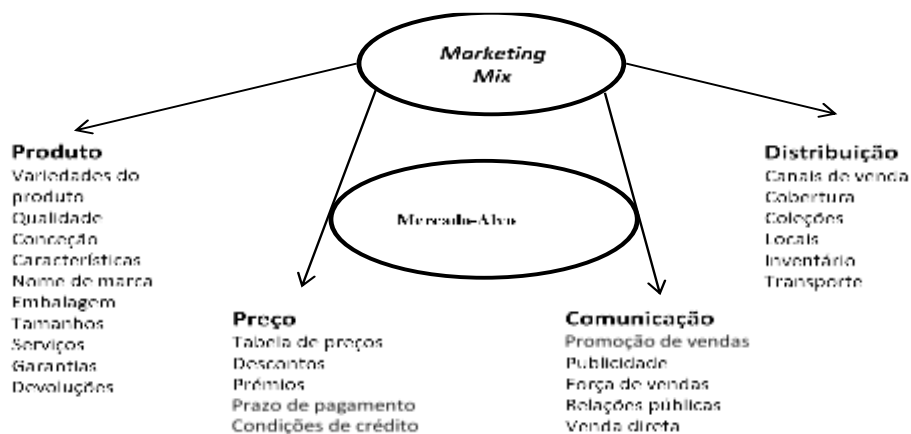 Marketing
Mix
Mercado-Alvo
Produto
Variedades do
produto
Qualidade
Conceção
Características
Nome de marca
Embalagem
Tamanhos
Serviços
Garantias
Devoluções
Preço
Tabela de preços
Descontos
Prémios
Prazo de pagamento
Condições de crédito
Comunicação
Promoção de vendas
Publicidade
Força de vendas
Relações públicas
Venda direta
Distribuição
Canais de venda
Cobertura
Coleções
Locais
Inventário
Transporte